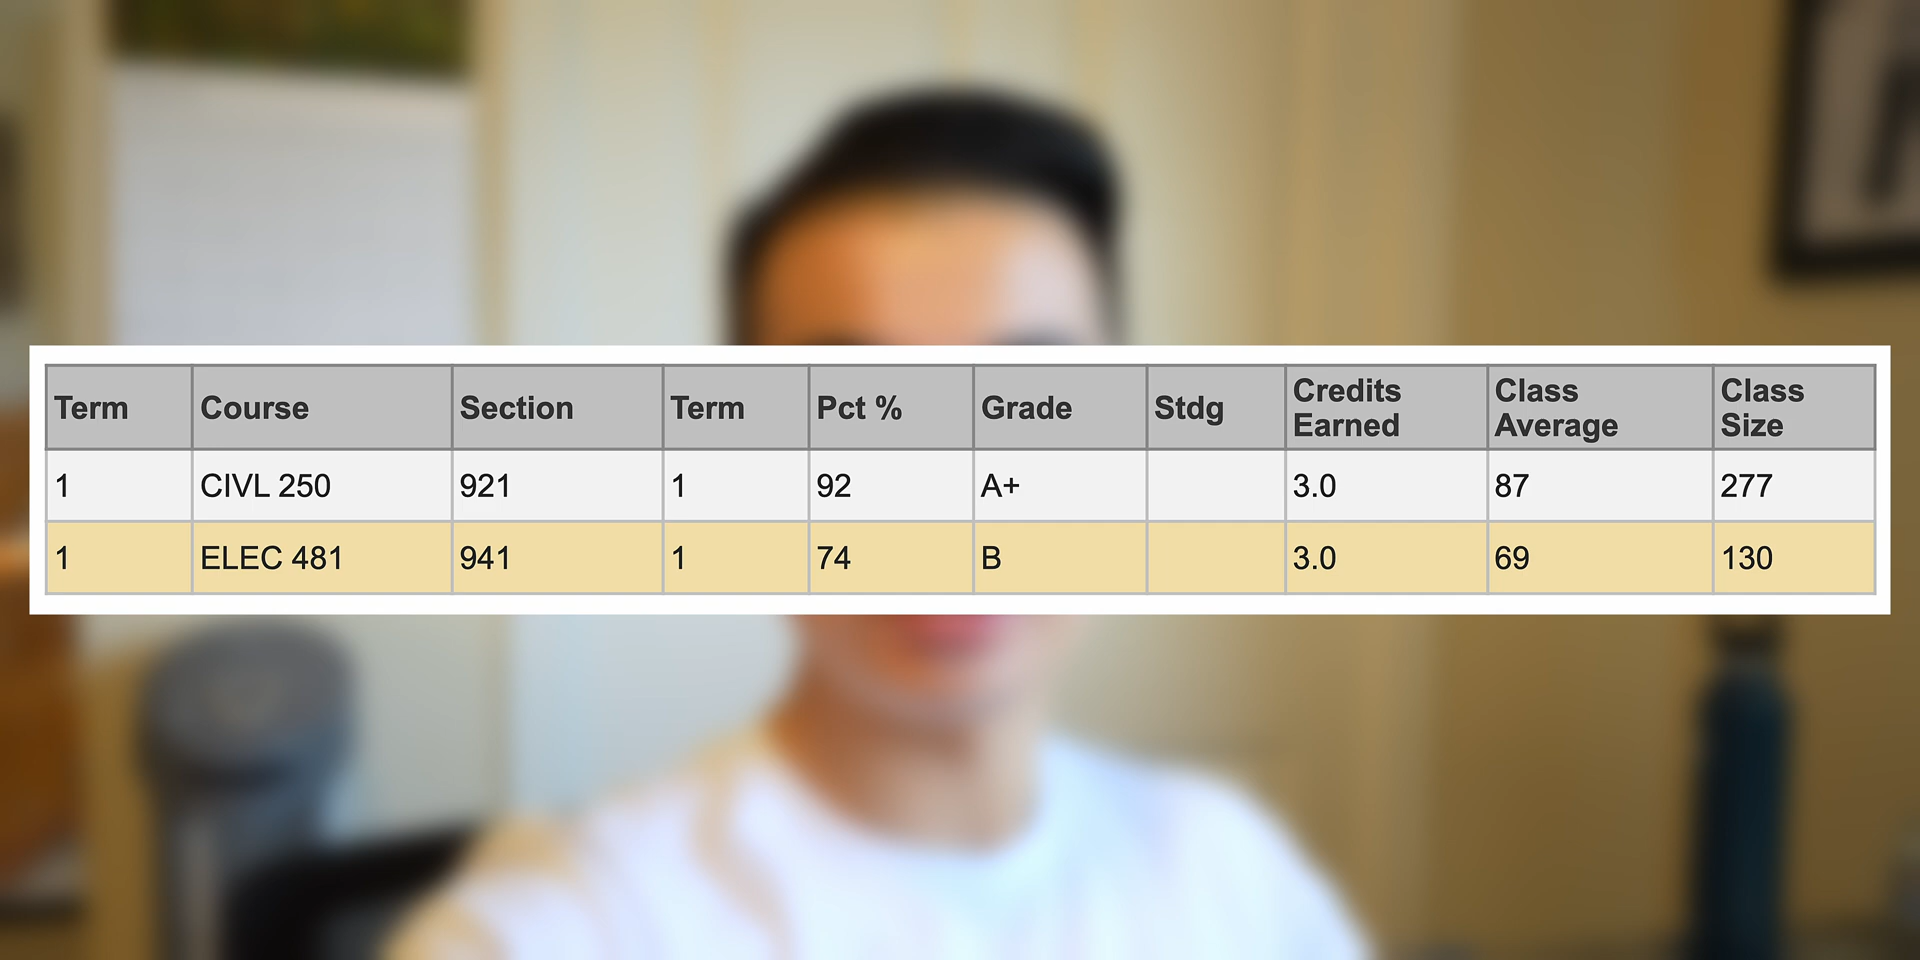 Term Course Section Term Pct % Grade Stdg Credits Earned Class Average Class Size
1 CIVL 250 921 1 92 A+ 3.0 87 277
1 ELEC 481 941 1 74 B 3.0 69 130